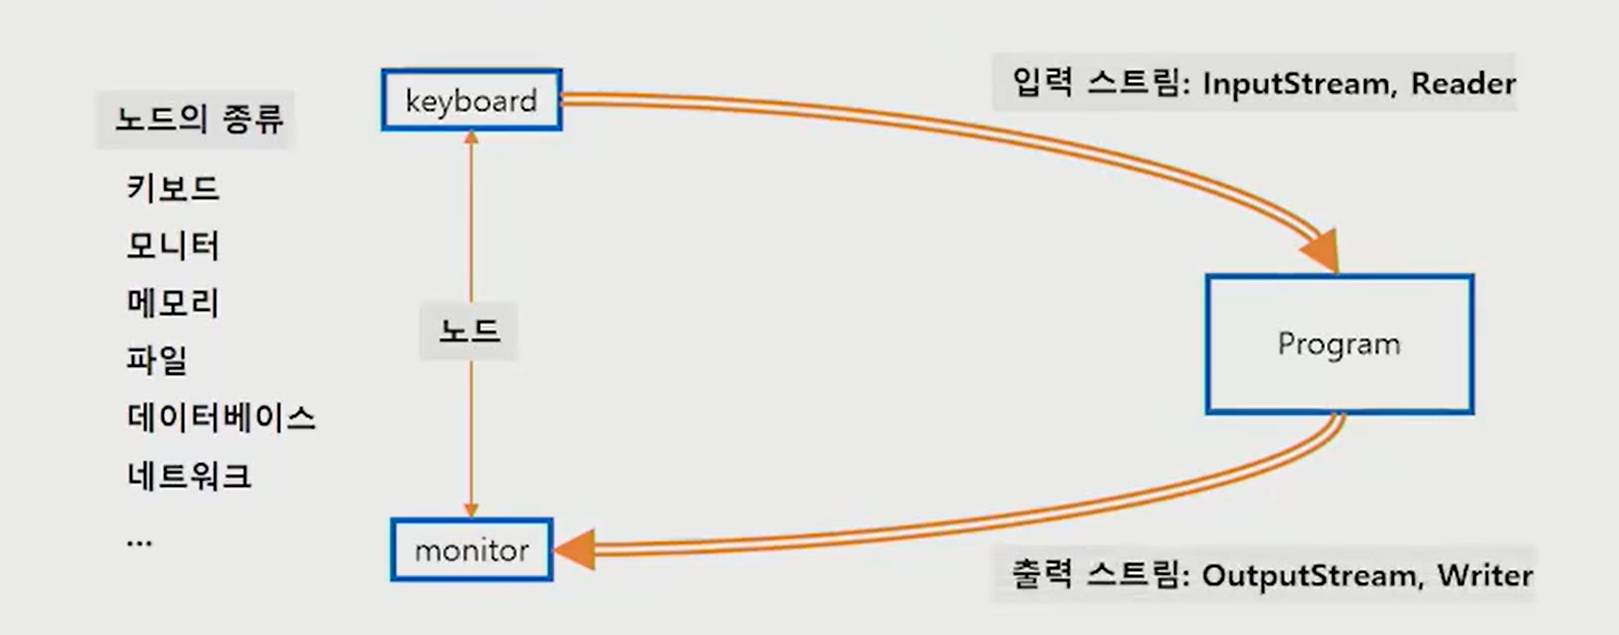 노드의 종류
키보드
모니터
메모리
파일
데이터베이스
네트워크
...
keyboard
노드
monitor
입력 스트림: InputStream, Reader
Program
출력 스트림: OutputStream, Writer